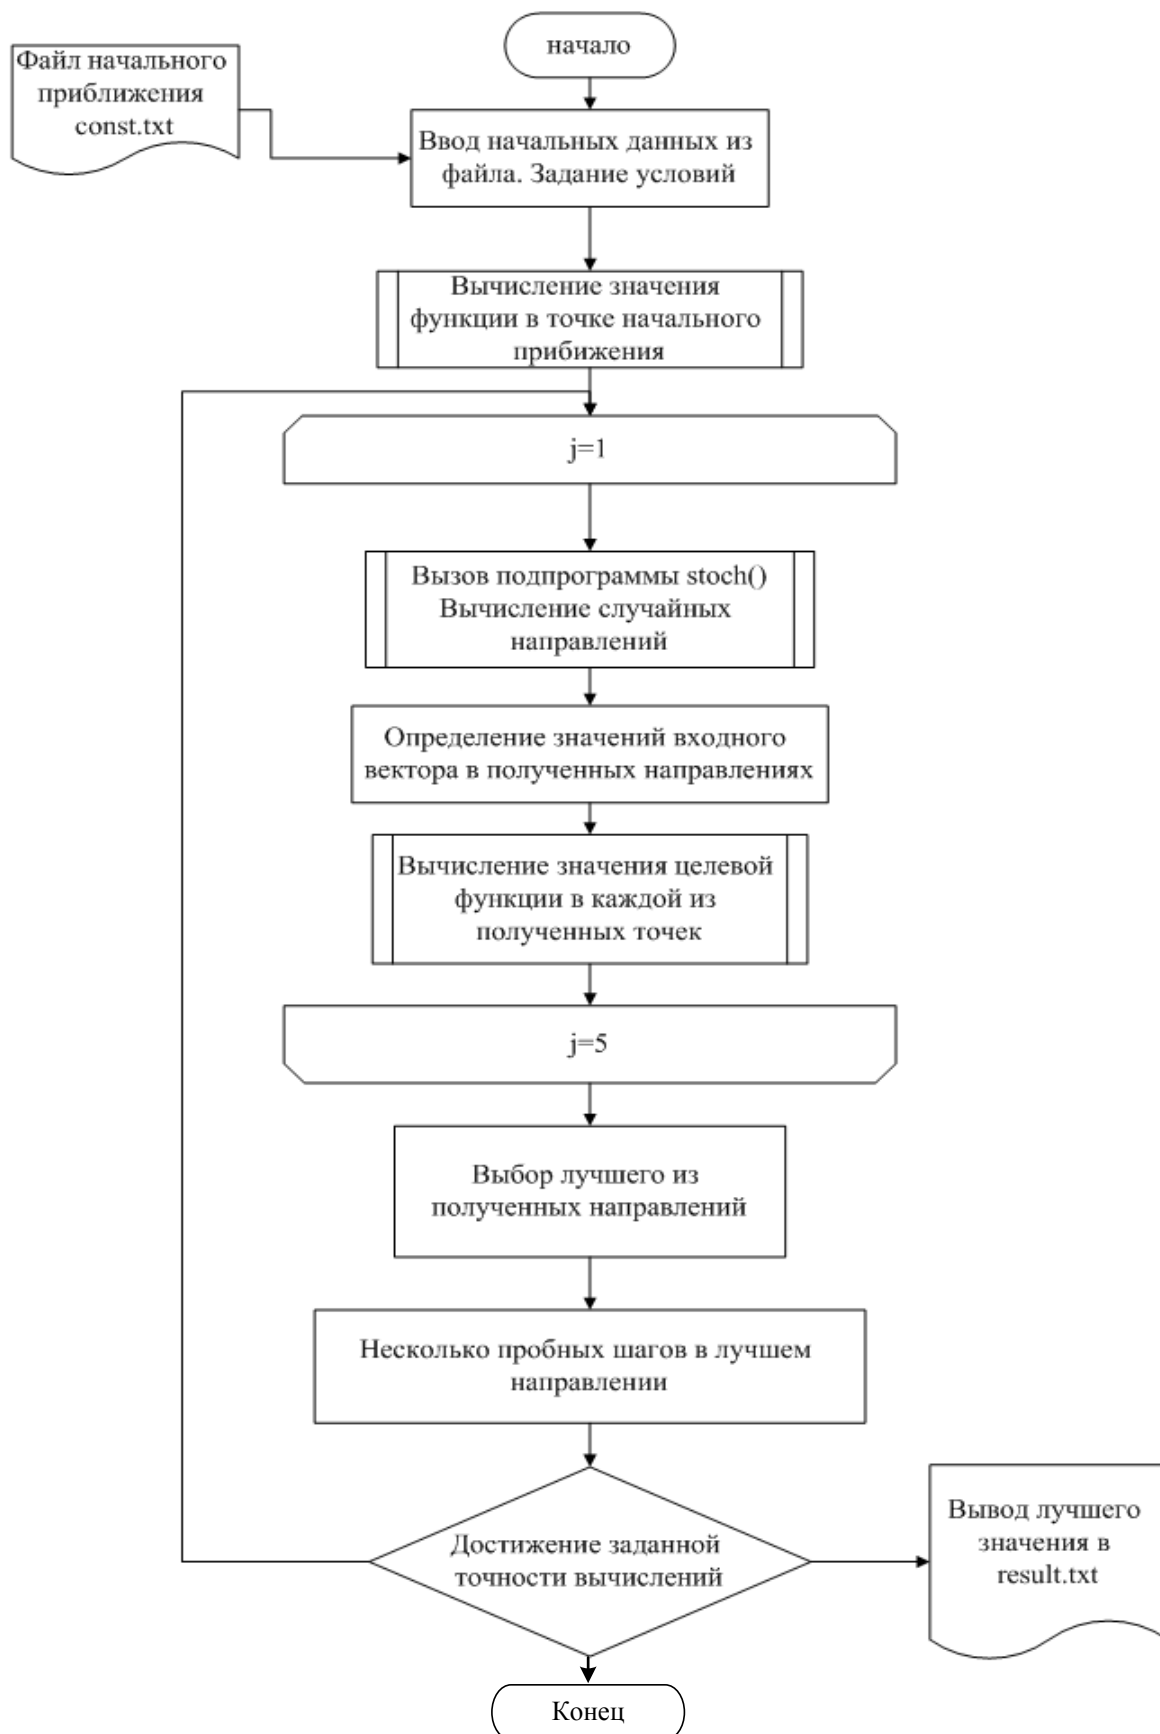 начало
Файл начального
приближения
const.txt
Ввод начальных данных из
файла. Задание условий
Вычисление значения
функции в точке начального
прибижения
j=1
Вызов подпрограммы stoch()
Вычисление случайных
направлений
Определение значений входного
вектора в полученных направлениях
Вычисление значения целевой
функции в каждой из
полученных точек
j=5
Выбор лучшего из
полученных направлений
Несколько пробных шагов в лучшем
направлении
Достижение заданной
точности вычислений
Вывод лучшего
значения в
result.txt
Конец